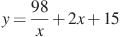 y = 98/x + 2x + 15